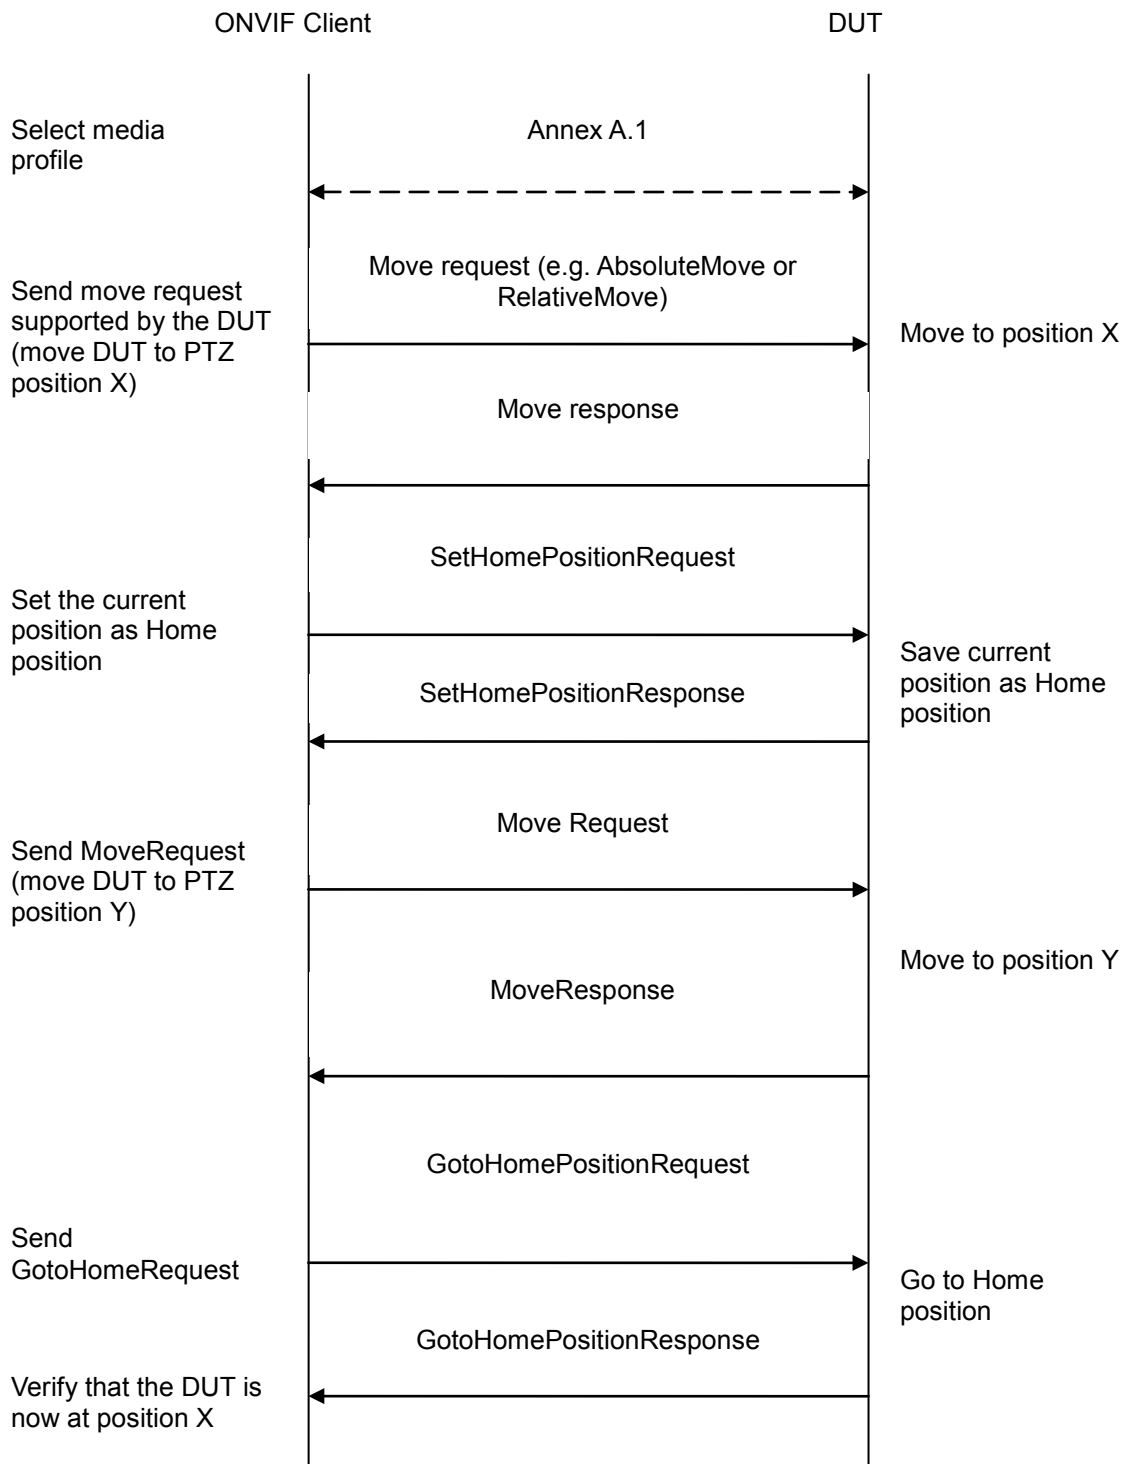 ONVIF Client
DUT
Select media
profile
Annex A.1
Move request (e.g. AbsoluteMove or
RelativeMove)
Send move request
supported by the DUT
(move DUT to PTZ
position X)
Move to position X
Move response
SetHomePositionRequest
Set the current
position as Home
position
Save current
position as Home
position
SetHomePositionResponse
Move Request
Send MoveRequest
(move DUT to PTZ
position Y)
Move to position Y
MoveResponse
GotoHomePositionRequest
Send
GotoHomeRequest
Go to Home
position
GotoHomePositionResponse
Verify that the DUT is
now at position X